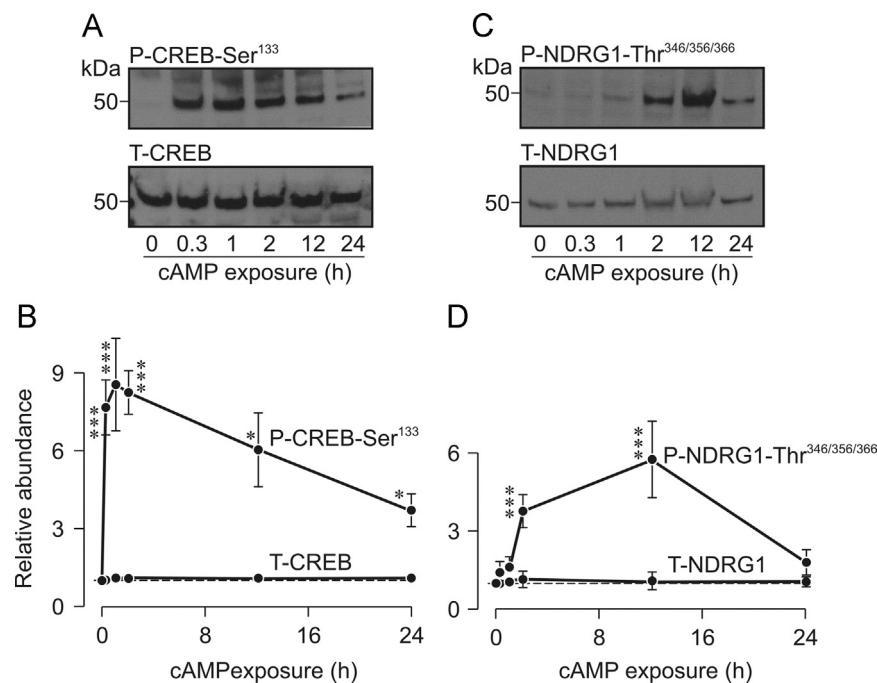 A
P-CREB-Ser133
kDa
50
T-CREB
50
0 0.3 1 2 12 24
cAMP exposure (h)
C
P-NDRG1-Thr346/356/366
kDa
50
T-NDRG1
50
0 0.3 1 2 12 24
cAMP exposure (h)
B
Relative abundance
9
6
3
0
***
***
***
*
*
P-CREB-Ser133
T-CREB
0 8 16 24
cAMPexposure (h)
D
6
3
0
***
***
P-NDRG1-Thr346/356/366
T-NDRG1
0 8 16 24
cAMP exposure (h)